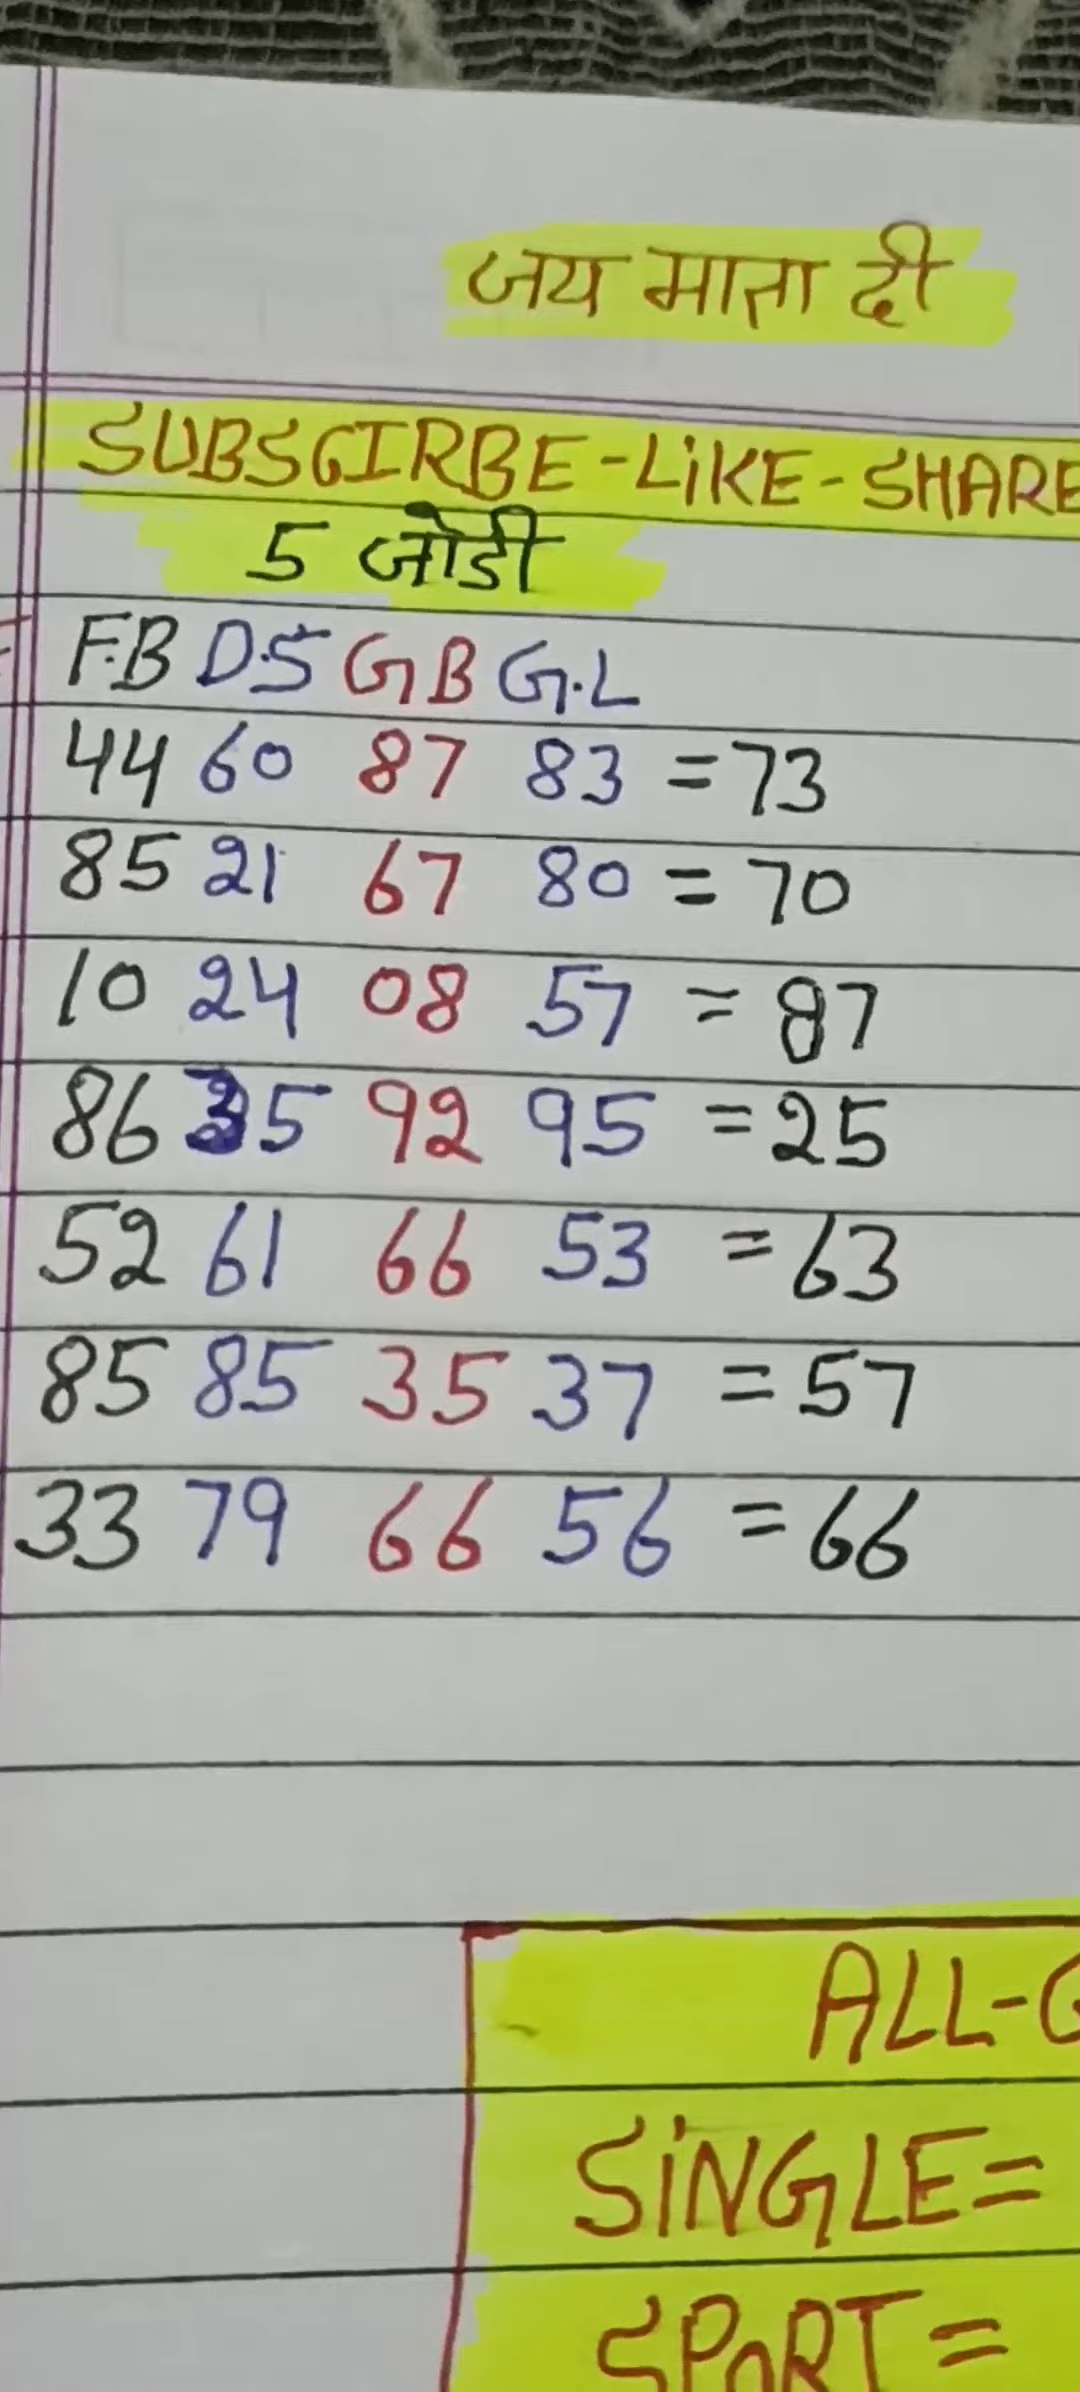 जय माता दी
SUBSGIRBE-LiKE-SHARE
5 जोडी
F.B D.S GB G.L
44 60 87 83 =73
85 21 67 80 = 70
10 24 08 57 = 87
86 35 92 95 =25
52 61 66 53 =63
85 85 35 37 =57
33 79 66 56 =66
ALL-G
SiNGLE=
SPORT=